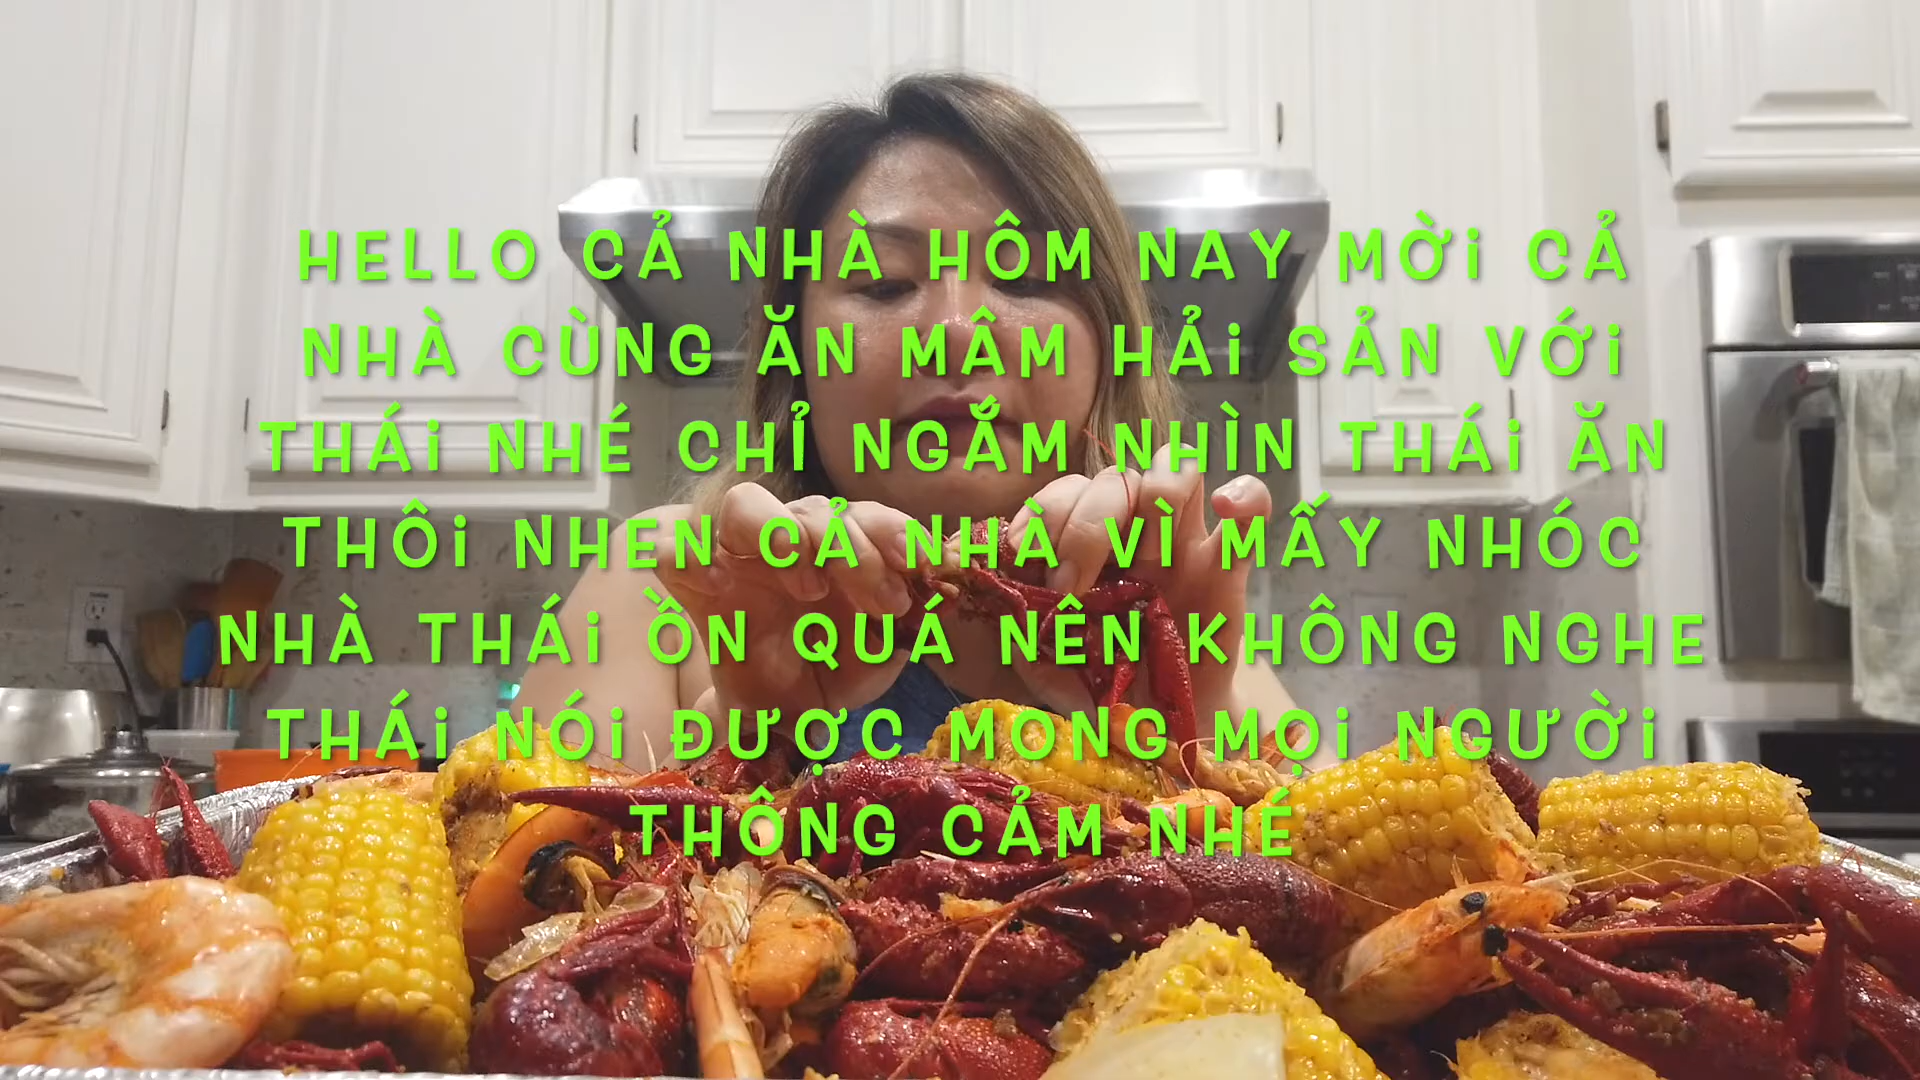 HELLO CẢ NHÀ HÔM NAY MỜI CẢ
NHÀ CÙNG ĂN MÂM HẢI SẢN VỚI
THÁI NHÉ CHỈ NGẮM NHÌN THÁI ĂN
THÔI NHEN CẢ NHÀ VÌ MẤY NHÓC
NHÀ THÁI ỒN QUÁ NÊN KHÔNG NGHE
THÁI NÓI ĐƯỢC MONG MỌI NGƯỜI
THÔNG CẢM NHÉ